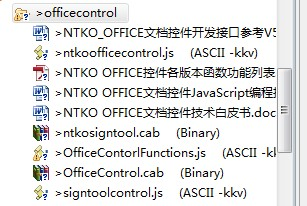 >officecontrol
>NTKO_OFFICE文档控件开发接口参考V5
>ntkoofficecontrol.js (ASCII -kkv)
>NTKO OFFICE控件各版本函数功能列表
>NTKO OFFICE文档控件JavaScript编程指
>NTKO OFFICE文档控件技术白皮书.doc
>ntkosigntool.cab (Binary)
>OfficeContorlFunctions.js (ASCII -kk
>OfficeControl.cab (Binary)
>signtoolcontrol.js (ASCII -kkv)